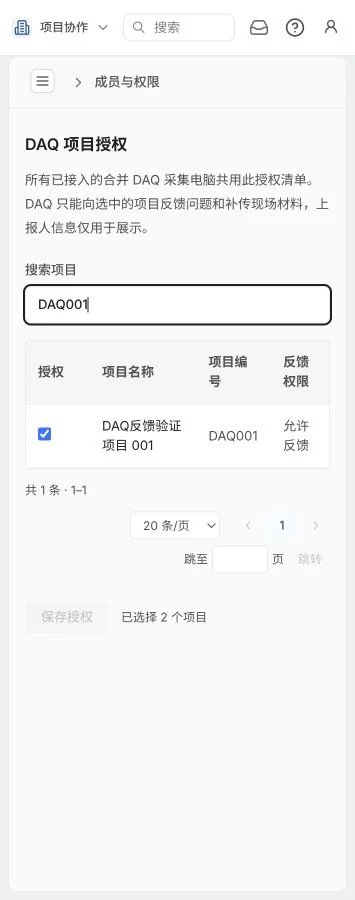 项目协作 搜索
成员与权限
DAQ 项目授权
所有已接入的合并 DAQ 采集电脑共用此授权清单。
DAQ 只能向选中的项目反馈问题和补传现场材料，上
报人信息仅用于展示。
搜索项目
DAQ001
授权 项目名称 项目编号 反馈权限
DAQ反馈验证
项目 001
DAQ001
允许
反馈
共 1 条 · 1–1
20 条/页 1
跳至 页 跳转
保存授权 已选择 2 个项目